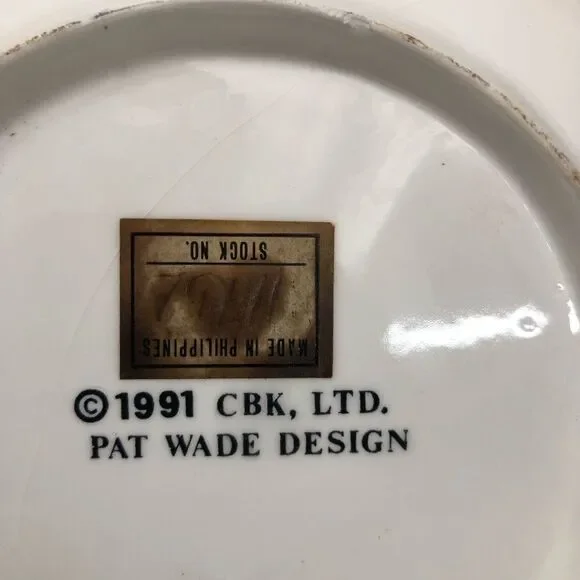 STOCK NO.
MADE IN PHILIPPINES
© 1991 CBK, LTD.
PAT WADE DESIGN